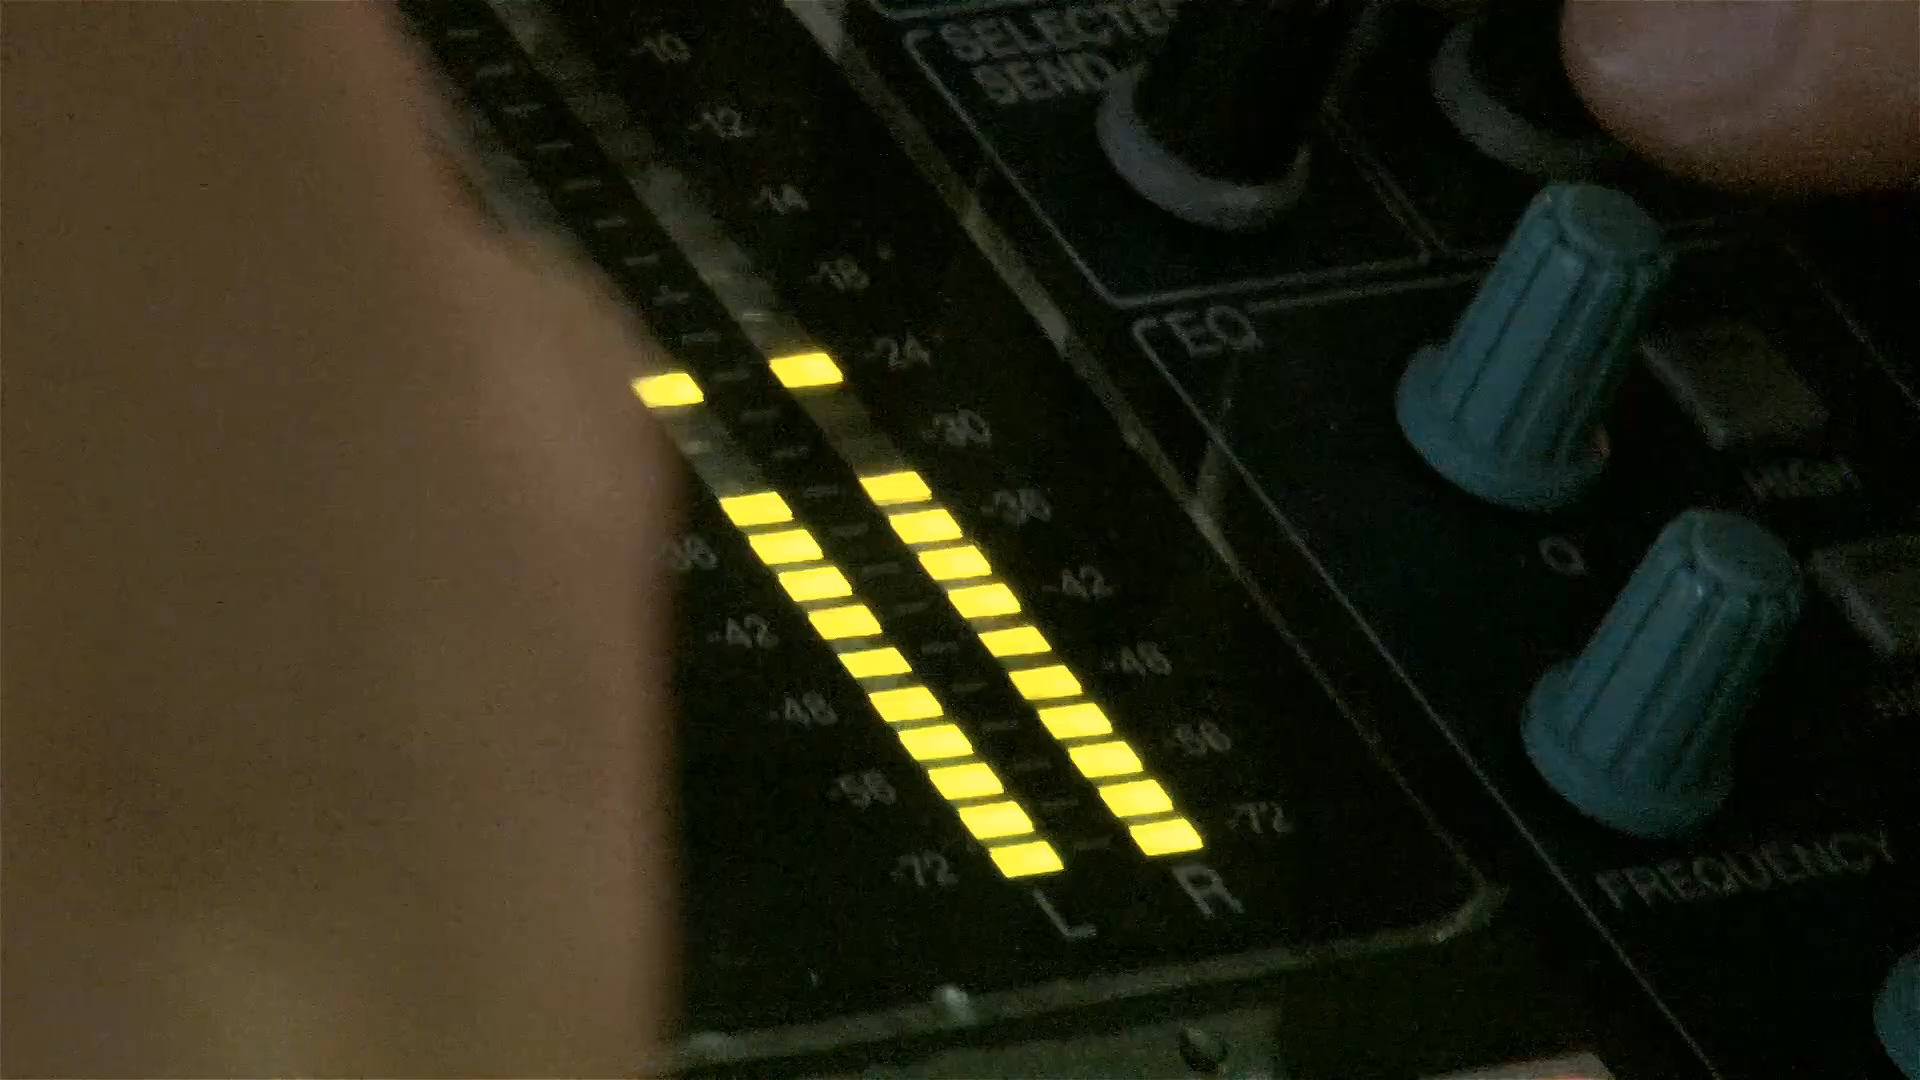 -10
-12
-14
-18
-24
-30
-36
-42
-48
-56
-72
-42
-48
-56
-72
L
R
SELECTED
SEND
EQ
HIGH
Q
FREQUENCY